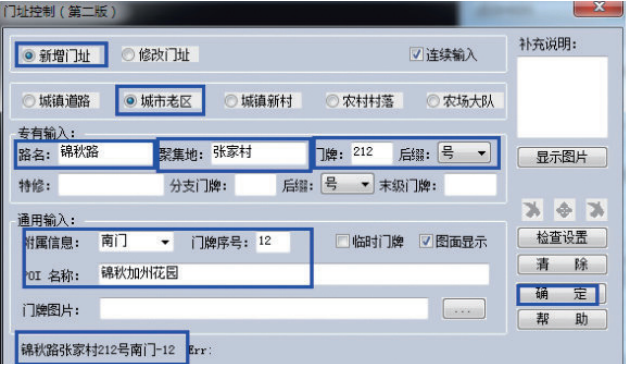 门址控制(第二版)
新增门址 修改门址 连续输入
补充说明:
城镇道路 城市老区 城镇新村 农村村落 农场大队
专有输入:
路名: 锦秋路 聚集地: 张家村 门牌: 212 后缀: 号
显示图片
特修: 分支门牌: 后缀: 号 末级门牌:
通用输入:
附属信息: 南门 门牌序号: 12 临时门牌 图面显示
检查设置
POI 名称: 锦秋加州花园
清 除
确 定
门牌图片: ...
帮 助
锦秋路张家村212号南门-12 Err: